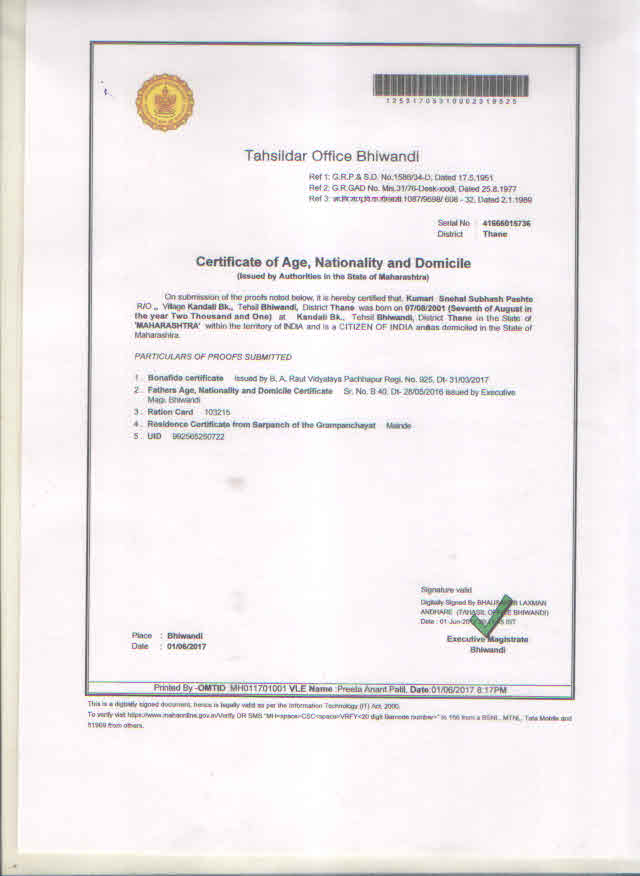 12531705310002319525
Tahsildar Office Bhiwandi
Ref 1: G.R.P & S.D. No.1586/34-D, Dated 17.5.1951
Ref 2: G.R.GAD No. Mis.31/76-Desk-xxxii, Dated 25.8.1977
Ref 3: 1087/9698/ 608 - 32, Dated 2.1.1989
Serial No : 41666016736
District : Thane
Certificate of Age, Nationality and Domicile
(Issued by Authorities in the State of Maharashtra)
On submission of the proofs noted below, it is hereby certified that, Kumari Snehal Subhash Pashte
R/O ,, Village Kandali Bk., Tehsil Bhiwandi, District Thane was born on 07/08/2001 (Seventh of August in
the year Two Thousand and One) at Kandali Bk., Tehsil Bhiwandi, District Thane in the State of
'MAHARASHTRA' within the territory of INDIA and is a CITIZEN OF INDIA and is domiciled in the State of
Maharashtra.
PARTICULARS OF PROOFS SUBMITTED
1 . Bonafide certificate issued by B. A. Raut Vidyalaya Pachhapur Regi. No. 925, Dt- 31/03/2017
2 . Fathers Age, Nationality and Domicile Certificate Sr. No. B 40, Dt- 28/05/2016 issued by Executive
Magi. Bhiwandi
3 . Ration Card 103215
4 . Residence Certificate from Sarpanch of the Grampanchayat Mainde
5 . UID 992565250722
Signature valid
Digitally Signed By LAXMAN
ANDHARE (TAHASIL OFFICE BHIWANDI)
Date : 01-Jun- IST
Executive Magistrate
Bhiwandi
Place : Bhiwandi
Date : 01/06/2017
Printed By -OMTID MH011701001 VLE Name :Preeta Anant Patil, Date:01/06/2017 8:17PM
This is a digitally signed document, hence is legally valid as per the Information Technology (IT) Act, 2000.
To verify visit https://www.mahaonline.gov.in/Verify OR SMS "MH<space>CSC<space>VRFY<20 digit Barcode number>" to 166 from a BSNL, MTNL, Tata Mobile and
51969 from others.